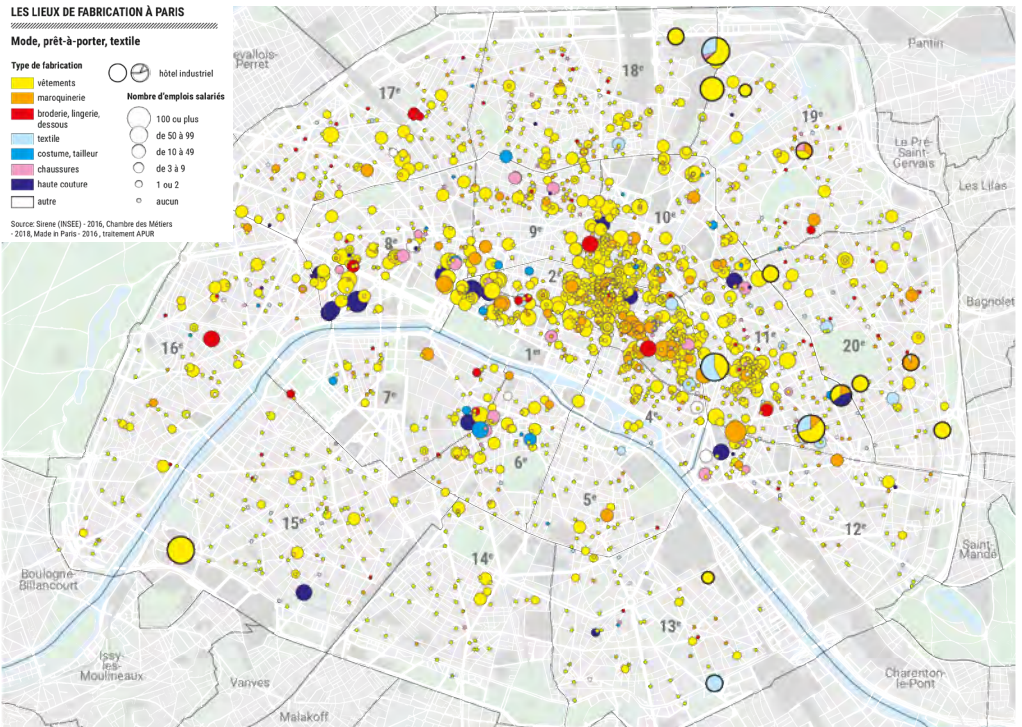 LES LIEUX DE FABRICATION À PARIS
Mode, prêt-à-porter, textile
Type de fabrication
vêtements
maroquinerie
broderie, lingerie,
dessous
textile
costume, tailleur
chaussures
haute couture
autre
hôtel industriel
Nombre d'emplois salariés
100 ou plus
de 50 à 99
de 10 à 49
de 3 à 9
1 ou 2
aucun
Source: Sirene (INSEE) - 2016, Chambre des Métiers
- 2018, Made in Paris - 2016 , traitement APUR
evallois-
Perret
Pantin
18e
17e
19e
Le Pré-
Saint-
Gervais
Les Lilas
10e
9e
8e
2e
3e
Bagnolet
11e
20e
16e
1er
7e
4e
6e
5e
15e
12e
14e
Saint-
Mandé
Boulogne-
Billancourt
13e
Issy-
les-
Moulineaux
Vanves
Charenton-
le-Pont
Malakoff